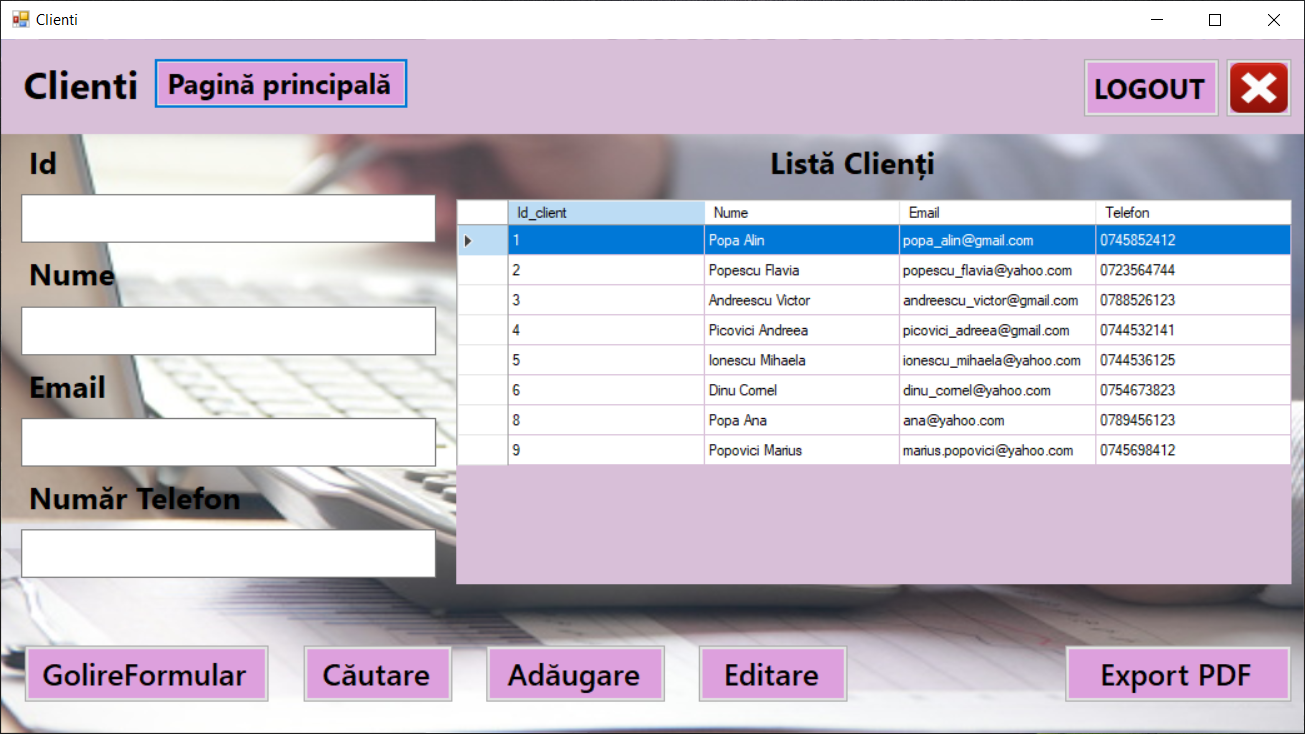 Clienti
Clienti Pagină principală LOGOUT
Id
Nume
Email
Număr Telefon
Listă Clienți
Id_client Nume Email Telefon
1 Popa Alin popa_alin@gmail.com 0745852412
2 Popescu Flavia popescu_flavia@yahoo.com 0723564744
3 Andreescu Victor andreescu_victor@gmail.com 0788526123
4 Picovici Andreea picovici_adreea@gmail.com 0744532141
5 Ionescu Mihaela ionescu_mihaela@yahoo.com 0744536125
6 Dinu Cornel dinu_cornel@yahoo.com 0754673823
8 Popa Ana ana@yahoo.com 0789456123
9 Popovici Marius marius.popovici@yahoo.com 0745698412
GolireFormular Căutare Adăugare Editare Export PDF